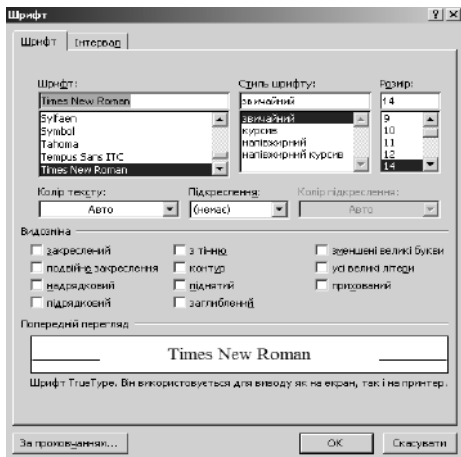 Шрифт
Шрифт Інтервал
Шрифт: Стиль шрифту: Розмір:
Times New Roman звичайний 14
Sylfaen звичайний 9
Symbol курсив 10
Tahoma напівжирний 11
Tempus Sans ITC напівжирний курсив 12
Times New Roman 14
Колір тексту: Підкреслення: Колір підкреслення:
Авто (немає) Авто
Видозміна
закреслений з тінню зменшені великі букви
подвійне закреслення контур усі великі літери
надрядковий піднятий прихований
підрядковий заглиблений
Попередній перегляд
Times New Roman
Шрифт TrueType. Він використовується для виводу як на екран, так і на принтер.
За промовчанням... ОК Скасувати